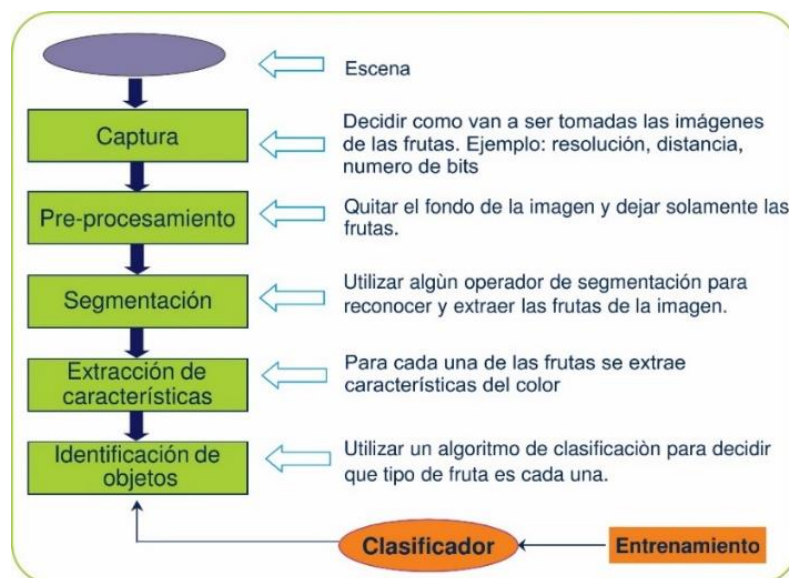 Escena
Captura
Decidir como van a ser tomadas las imágenes
de las frutas. Ejemplo: resolución, distancia,
numero de bits
Pre-procesamiento
Quitar el fondo de la imagen y dejar solamente las
frutas.
Segmentación
Utilizar algùn operador de segmentación para
reconocer y extraer las frutas de la imagen.
Extracción de
características
Para cada una de las frutas se extrae
características del color
Identificación de
objetos
Utilizar un algoritmo de clasificaciòn para decidir
que tipo de fruta es cada una.
Clasificador
Entrenamiento